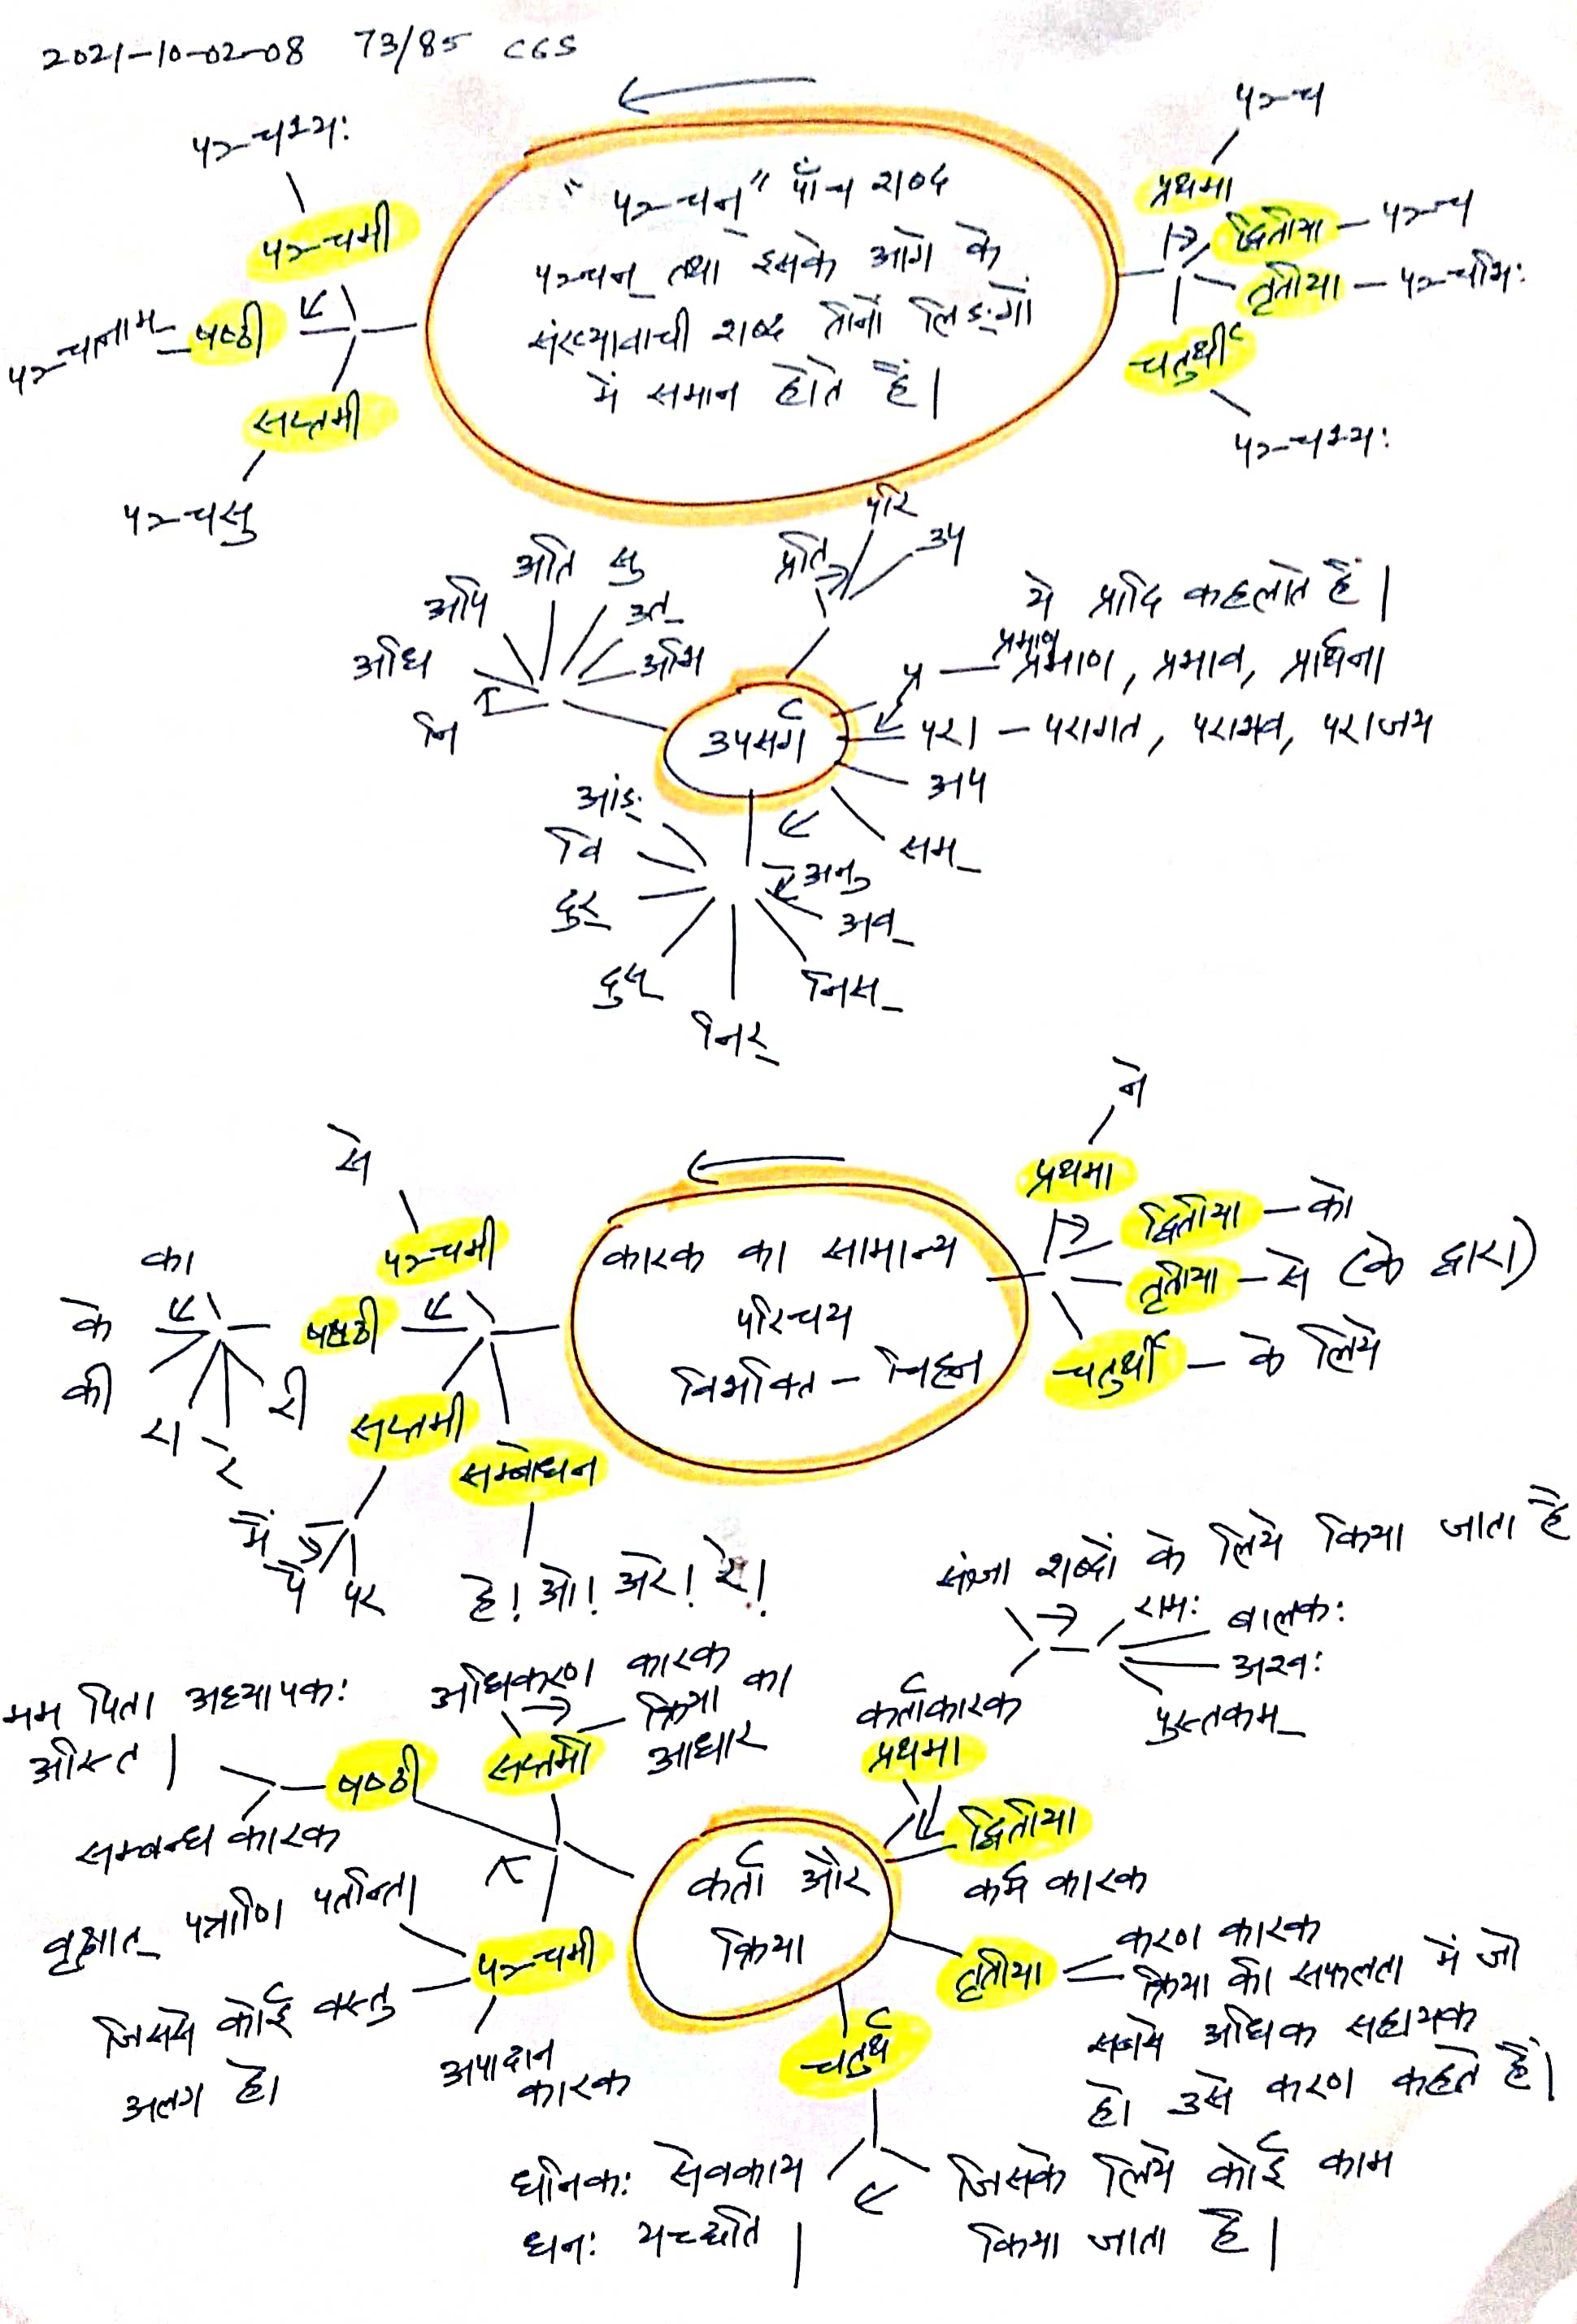 2021-10-02-08 73/85 CGS
पञ्च
प्रथमा
द्वितीया - पञ्च
तृतीया - पञ्चभिः
चतुर्थी
पञ्चभ्यः
"पञ्चन्" पाँच शब्द
पञ्चन् तथा इसके आगे के
संख्यावाची शब्द तीनों लिङ्गों
में समान होते हैं।
पञ्चभ्यः
पञ्चमी
पञ्चानाम् षष्ठी
सप्तमी
पञ्चसु
ये प्रादि कहलाते हैं।
उपसर्ग
प्रमाण
प्र - प्रमाण, प्रभाव, प्रार्थना
परा - परागत, पराभव, पराजय
अप
सम्
अनु
अव
निस्
निर्
दुस्
दुर्
वि
आङ्
नि
अधि
अपि
अति
सु
उत्
अभि
प्रति
परि
उप
ने
प्रथमा
द्वितीया - को
तृतीया - से (के द्वारा)
चतुर्थी - के लिये
कारक का सामान्य
परिचय
विभक्ति - चिह्न
से
पञ्चमी
षष्ठी
का
के
की
रा
रे
री
सप्तमी
में
पे
पर
सम्बोधन
हे! ओ! अरे! रे!
संज्ञा शब्दों के लिये किया जाता है
रामः
बालकः
अश्वः
पुस्तकम्
कर्ताकारक
प्रथमा
द्वितीया
कर्म कारक
कर्ता और
क्रिया
तृतीया
करण कारक
क्रिया की सफलता में जो
सबसे अधिक सहायक
हो उसे करण कहते हैं।
चतुर्थ
जिसके लिये कोई काम
किया जाता है।
धनिकः सेवकाय
धनः यच्छति।
पञ्चमी
अपादान
कारक
जिससे कोई वस्तु
अलग हो
वृक्षात् पत्राणि पतन्ति
षष्ठी
सम्बन्ध कारक
मम पिता अध्यापकः
अस्ति।
सप्तमी
अधिकरण कारक
क्रिया का
आधार